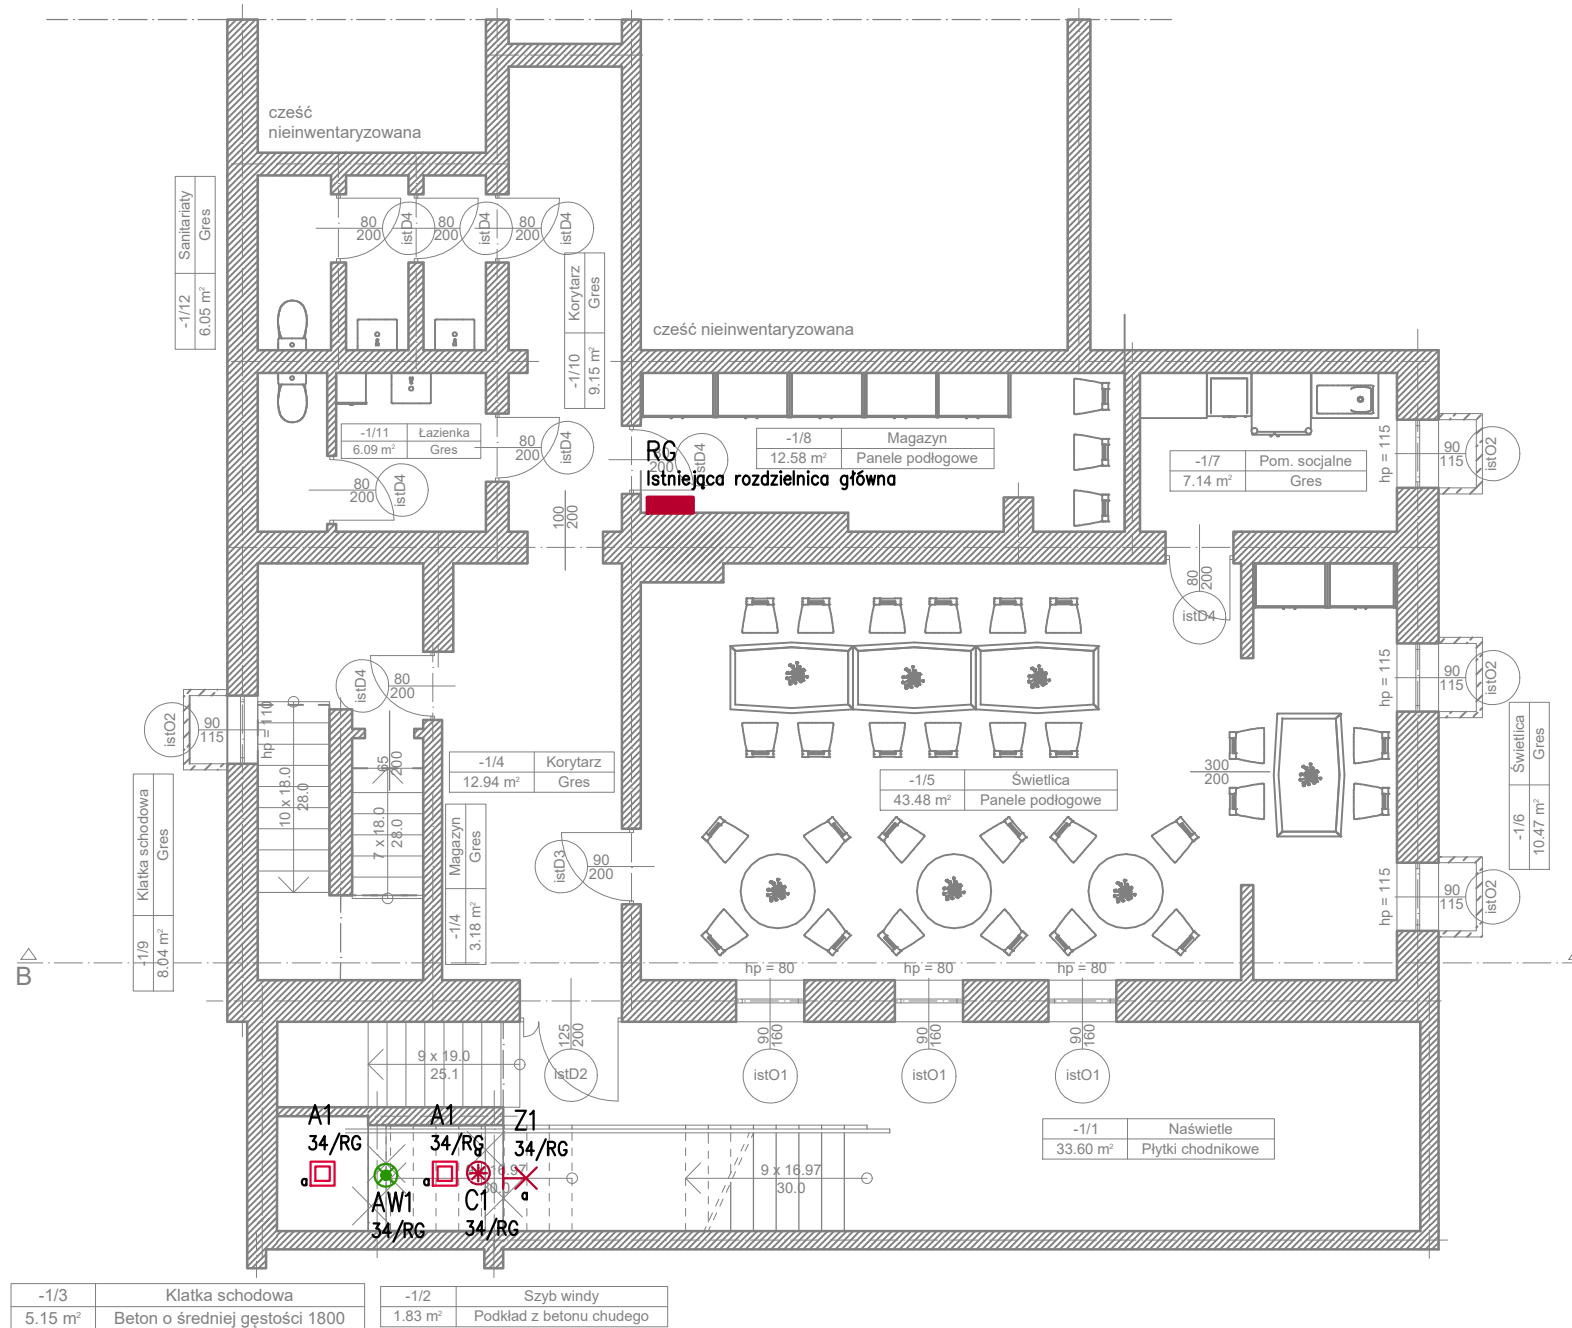 cześć
nieinwentaryzowana
-1/12 Sanitariaty
6.05 m² Gres
80
200
istD4
80
200
istD4
80
200
istD4
-1/10 Korytarz
9.15 m² Gres
cześć nieinwentaryzowana
-1/11 Łazienka
6.09 m² Gres
80
200
istD4
80
200
istD4
RG
200
istD4
Istniejąca rozdzielnica główna
-1/8 Magazyn
12.58 m² Panele podłogowe
-1/7 Pom. socjalne
7.14 m² Gres
hp = 115
90
115
istO2
100
200
80
200
istD4
80
200
istD4
hp = 115
90
115
istO2
90
115
istO2
hp = 110
10 x 18.0
28.0
65
200
7 x 18.0
28.0
-1/4 Korytarz
12.94 m² Gres
-1/5 Świetlica
43.48 m² Panele podłogowe
300
200
-1/6 Świetlica
10.47 m² Gres
-1/9 Klatka schodowa
8.04 m² Gres
-1/4 Magazyn
3.18 m² Gres
90
200
istD3
hp = 115
90
115
istO2
B
hp = 80
hp = 80
hp = 80
125
200
istD2
90
160
istO1
90
160
istO1
90
160
istO1
9 x 19.0
25.1
A1
34/RG
a
A1
34/RG
a
a
Z1
34/RG
a
AW1
34/RG
C1
34/RG
16.97
30.0
9 x 16.97
30.0
-1/1 Naświetle
33.60 m² Płytki chodnikowe
-1/3 Klatka schodowa
5.15 m² Beton o średniej gęstości 1800
-1/2 Szyb windy
1.83 m² Podkład z betonu chudego